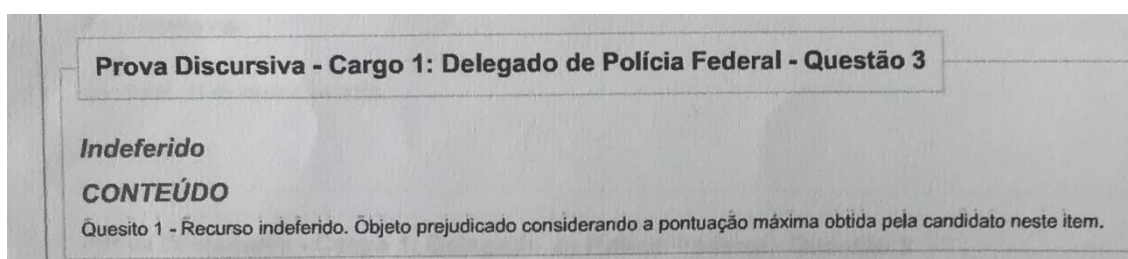 Prova Discursiva - Cargo 1: Delegado de Polícia Federal - Questão 3
Indeferido
CONTEÚDO
Quesito 1 - Recurso indeferido. Objeto prejudicado considerando a pontuação máxima obtida pela candidato neste item.